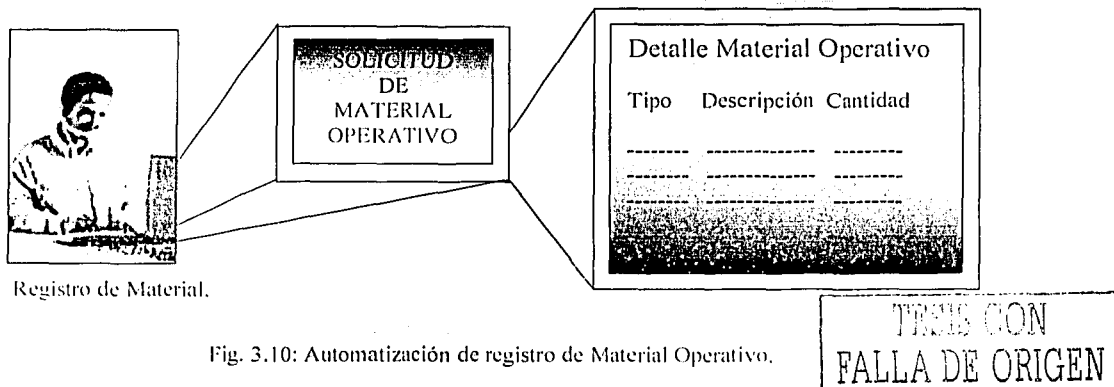 SOLICITUD
DE
MATERIAL
OPERATIVO
Detalle Material Operativo
Tipo Descripción Cantidad
Registro de Material.
Fig. 3.10: Automatización de registro de Material Operativo.
TESIS CON
FALLA DE ORIGEN